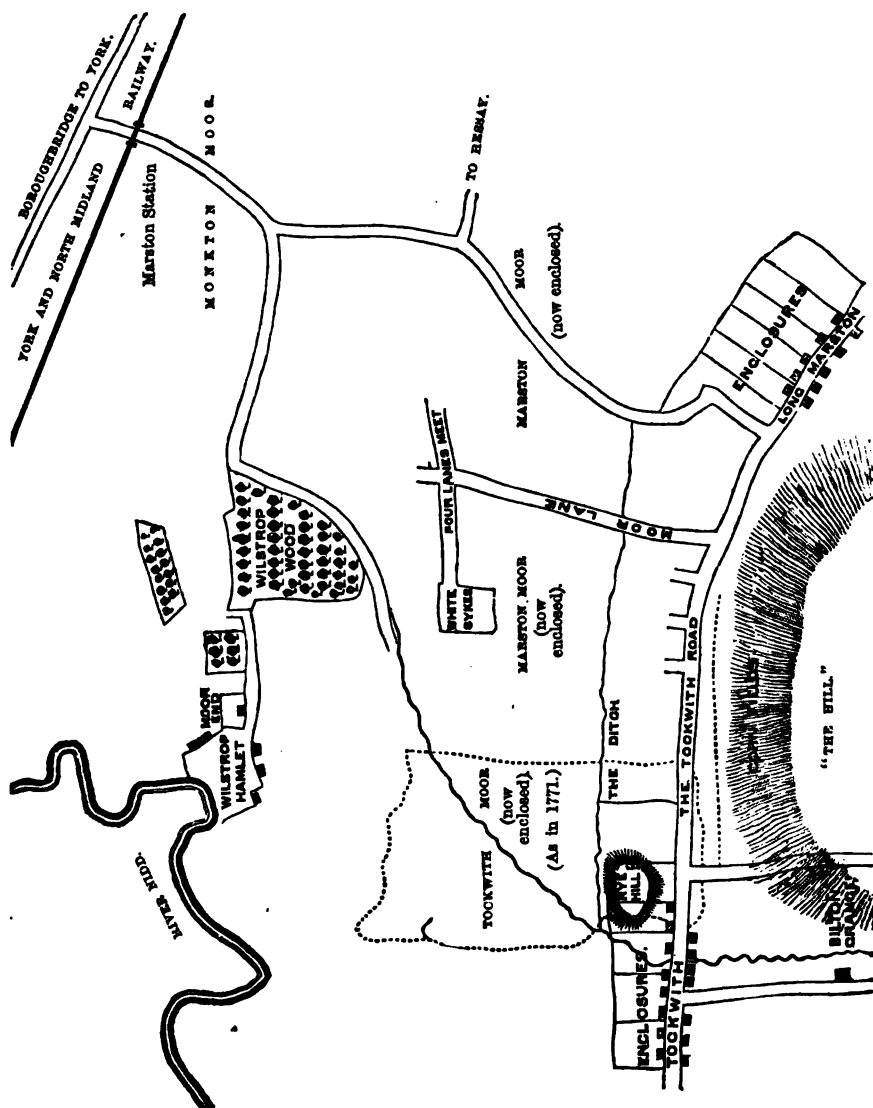 BOROUGHBRIDGE TO YORK.
YORK AND NORTH MIDLAND
RAILWAY.
Marston Station
MONKTON MOOR.
TO HESSAY.
MARSTON MOOR
(now enclosed).
FOUR LANES MEET
MOOR LANE
ENCLOSURES
LONG MARSTON
WILSTROP
WOOD
WHITE
SYKES
MARSTON MOOR
(now
enclosed).
MOOR
END
WILSTROP
HAMLET
RIVER NIDD.
TOCKWITH MOOR
(now
enclosed).
(As in 1771.)
THE DITCH
THE TOCKWITH ROAD
HILL
ENCLOSURES.
TOCKWITH
BILTON
GRANGE
FIELDS
"THE HILL."